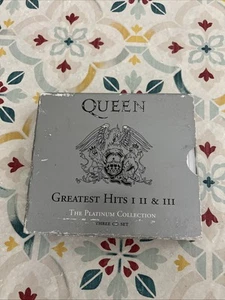 QUEEN
GREATEST HITS I II & III
THE PLATINUM COLLECTION
THREE CD SET